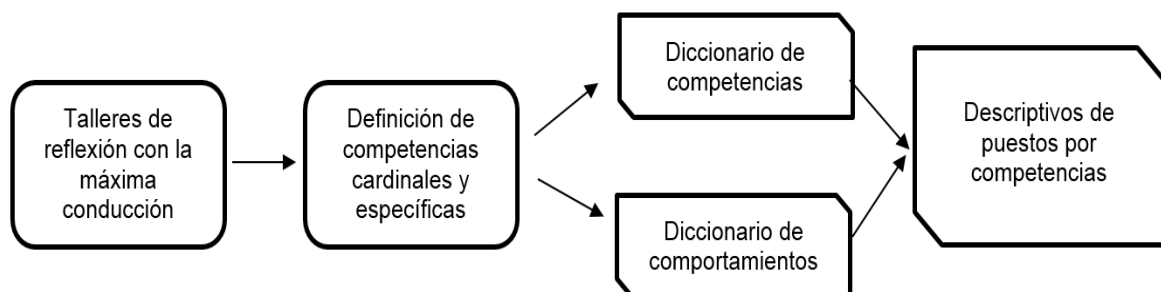 Talleres de
reflexión con la
máxima
conducción
Definición de
competencias
cardinales y
específicas
Diccionario de
competencias
Diccionario de
comportamientos
Descriptivos de
puestos por
competencias